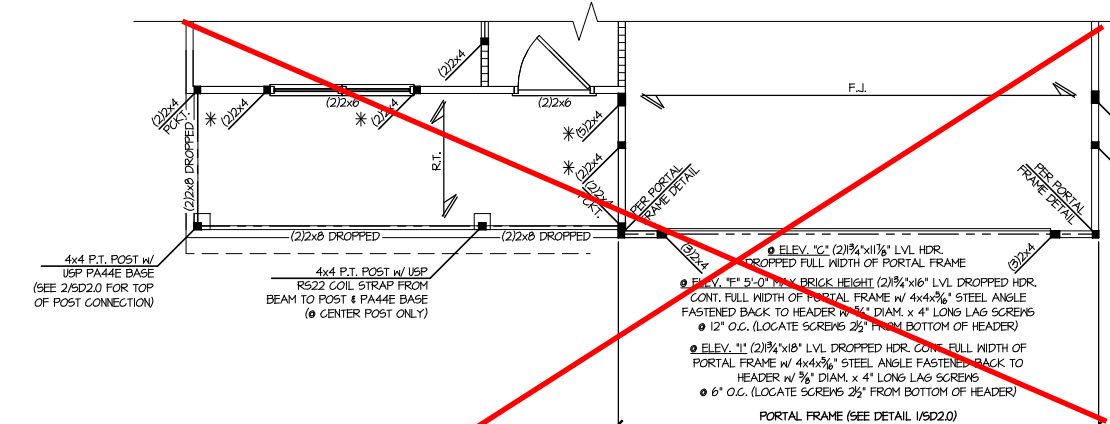 (2)2x4
(2)2x6
(2)2x6
F.J.
(2)2x4
PCKT.
(2)2x4
(2)2x4
(5)2x4
R.T.
(2)2x4
(2)2x4
PCKT.
(2)2x8 DROPPED
PER PORTAL
FRAME DETAIL
PER PORTAL
FRAME DETAIL
(2)2x8 DROPPED
(2)2x8 DROPPED
(3)2x4
(3)2x4
4x4 P.T. POST W/
USP PA44E BASE
(SEE 2/SD2.0 FOR TOP
OF POST CONNECTION)
4x4 P.T. POST W/ USP
RS22 COIL STRAP FROM
BEAM TO POST & PA44E BASE
(@ CENTER POST ONLY)
@ ELEV. "C" (2)1¾"x11⅞" LVL HDR.
DROPPED FULL WIDTH OF PORTAL FRAME
@ ELEV. "F" 5'-0" MAX BRICK HEIGHT (2)1¾"x16" LVL DROPPED HDR.
CONT. FULL WIDTH OF PORTAL FRAME W/ 4x4x5/16" STEEL ANGLE
FASTENED BACK TO HEADER W/ ⅝" DIAM. x 4" LONG LAG SCREWS
@ 12" O.C. (LOCATE SCREWS 2½" FROM BOTTOM OF HEADER)
@ ELEV. "I" (2)1¾"x18" LVL DROPPED HDR. CONT. FULL WIDTH OF
PORTAL FRAME W/ 4x4x5/16" STEEL ANGLE FASTENED BACK TO
HEADER W/ ⅝" DIAM. x 4" LONG LAG SCREWS
@ 6" O.C. (LOCATE SCREWS 2½" FROM BOTTOM OF HEADER)
PORTAL FRAME (SEE DETAIL 1/SD2.0)